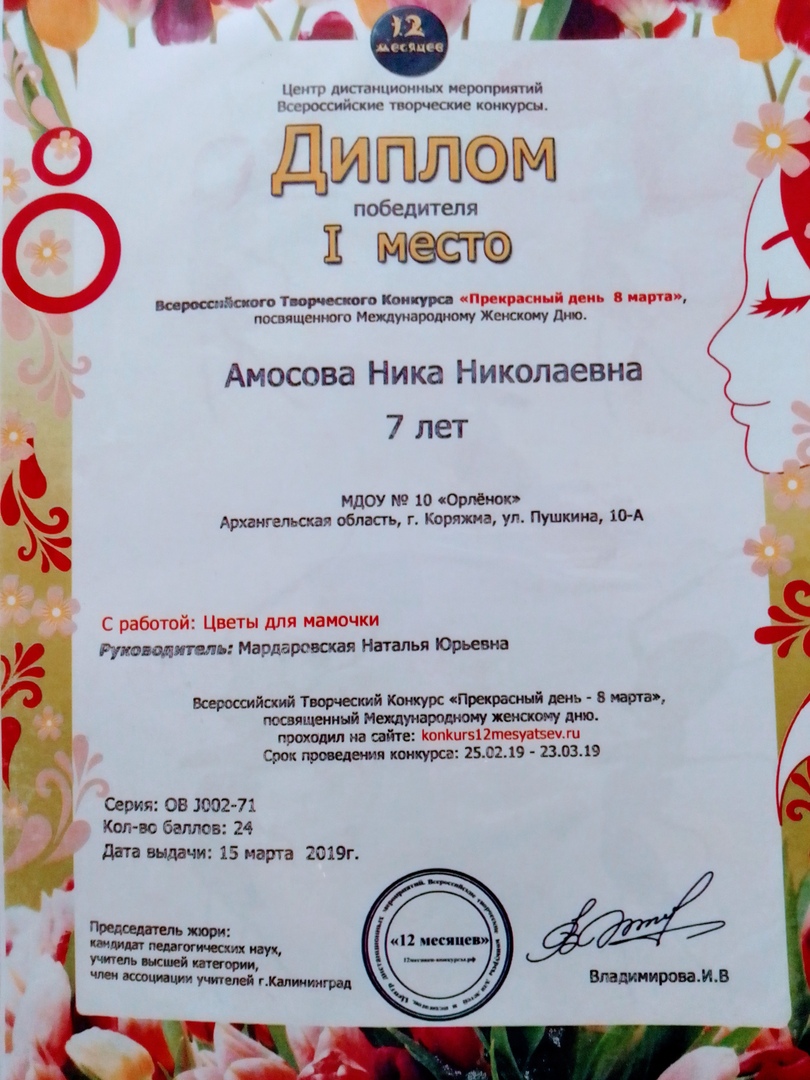 12
месяцев
Центр дистанционных мероприятий
Всероссийские творческие конкурсы.
Диплом
победителя
I место
Всероссийского Творческого Конкурса «Прекрасный день 8 марта»,
посвященного Международному Женскому Дню.
Амосова Ника Николаевна
7 лет
МДОУ № 10 «Орлёнок»
Архангельская область, г. Коряжма, ул. Пушкина, 10-А
С работой: Цветы для мамочки
Руководитель: Мардаровская Наталья Юрьевна
Всероссийский Творческий Конкурс «Прекрасный день - 8 марта»,
посвященный Международному женскому дню.
проходил на сайте: konkurs12mesyatsev.ru
Срок проведения конкурса: 25.02.19 - 23.03.19
Серия: ОВ J002-71
Кол-во баллов: 24
Дата выдачи: 15 марта 2019г.
Председатель жюри:
кандидат педагогических наук,
учитель высшей категории,
член ассоциации учителей г.Калининград
«12 месяцев»
Владимирова.И.В